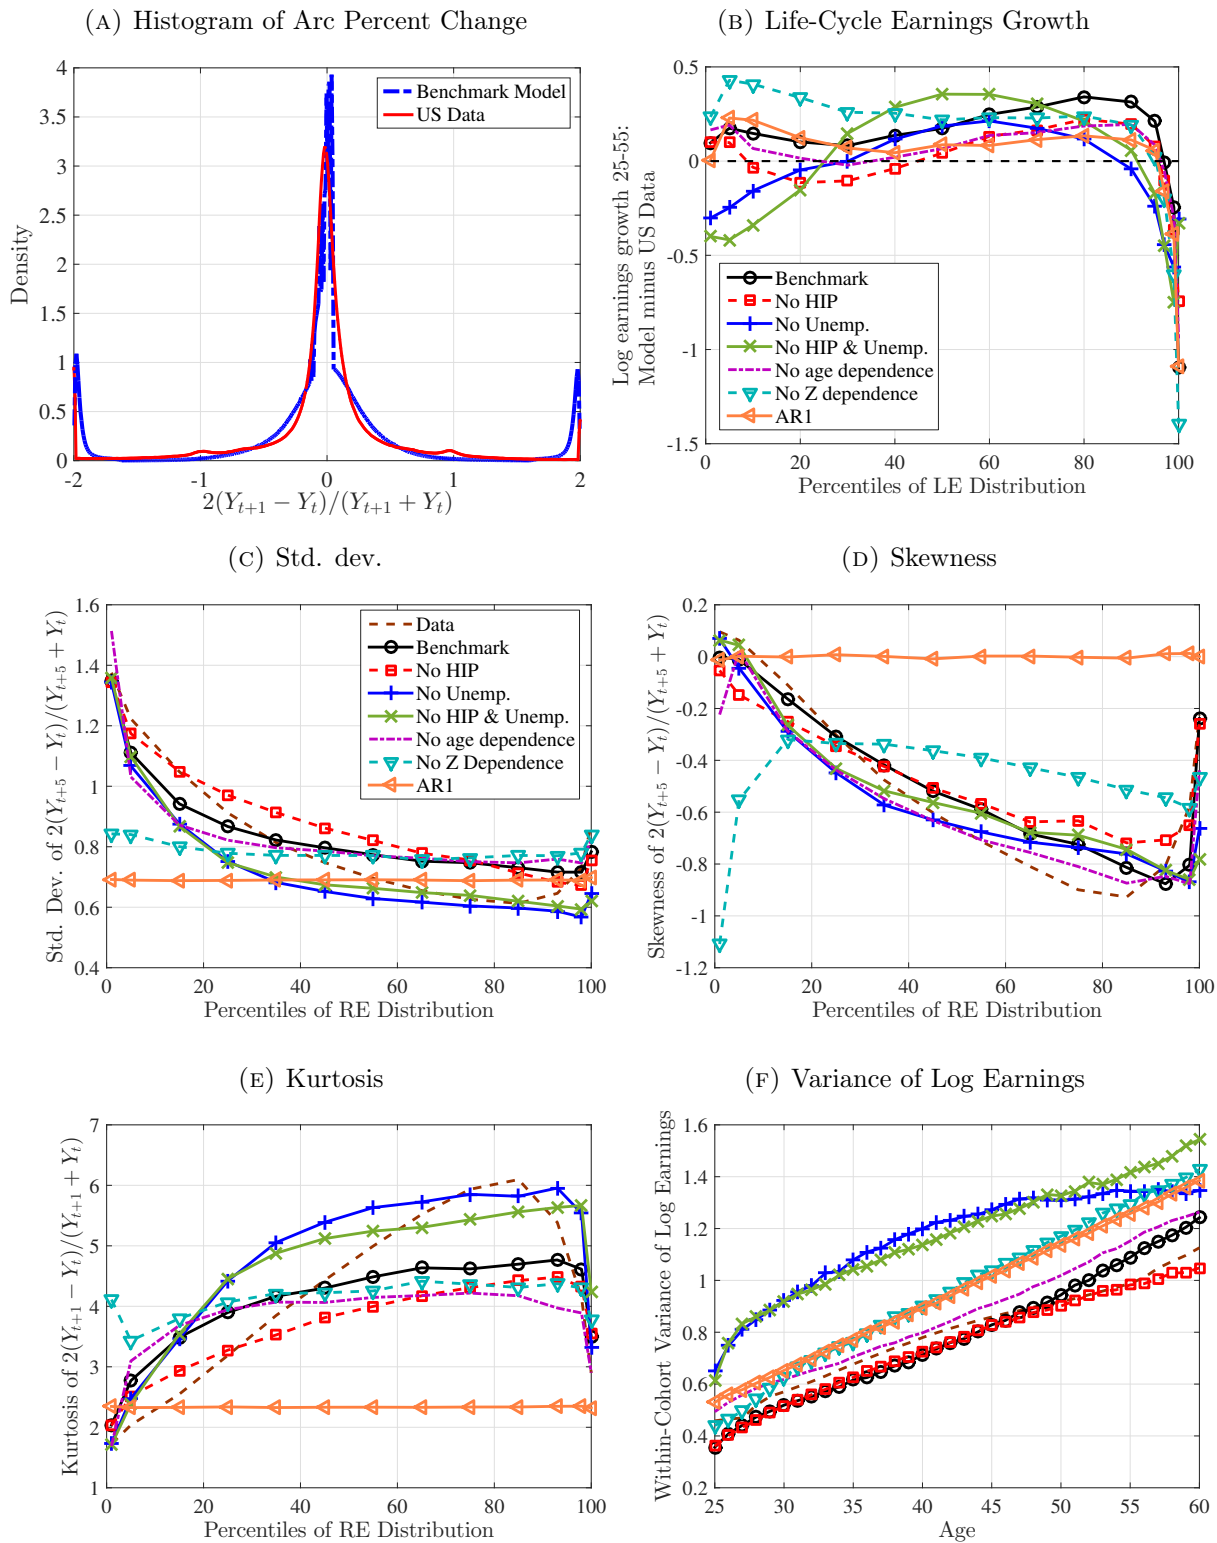 (A) Histogram of Arc Percent Change
4
3.5
3
2.5
2
1.5
1
0.5
0
Density
-2
-1
0
1
2
2(Y_{t+1} − Y_t)/(Y_{t+1} + Y_t)
Benchmark Model
US Data
(B) Life-Cycle Earnings Growth
0.5
0
-0.5
-1
-1.5
Log earnings growth 25-55:
Model minus US Data
0
20
40
60
80
100
Percentiles of LE Distribution
Benchmark
No HIP
No Unemp.
No HIP & Unemp.
No age dependence
No Z dependence
AR1
(C) Std. dev.
1.6
1.4
1.2
1
0.8
0.6
0.4
Std. Dev. of 2(Y_{t+5} − Y_t)/(Y_{t+5} + Y_t)
0
20
40
60
80
100
Percentiles of RE Distribution
Data
Benchmark
No HIP
No Unemp.
No HIP & Unemp.
No age dependence
No Z Dependence
AR1
(D) Skewness
0.2
0
-0.2
-0.4
-0.6
-0.8
-1
-1.2
Skewness of 2(Y_{t+5} − Y_t)/(Y_{t+5} + Y_t)
0
20
40
60
80
100
Percentiles of RE Distribution
(E) Kurtosis
7
6
5
4
3
2
1
Kurtosis of 2(Y_{t+1} − Y_t)/(Y_{t+1} + Y_t)
0
20
40
60
80
100
Percentiles of RE Distribution
(F) Variance of Log Earnings
1.6
1.4
1.2
1
0.8
0.6
0.4
0.2
Within-Cohort Variance of Log Earnings
25
30
35
40
45
50
55
60
Age